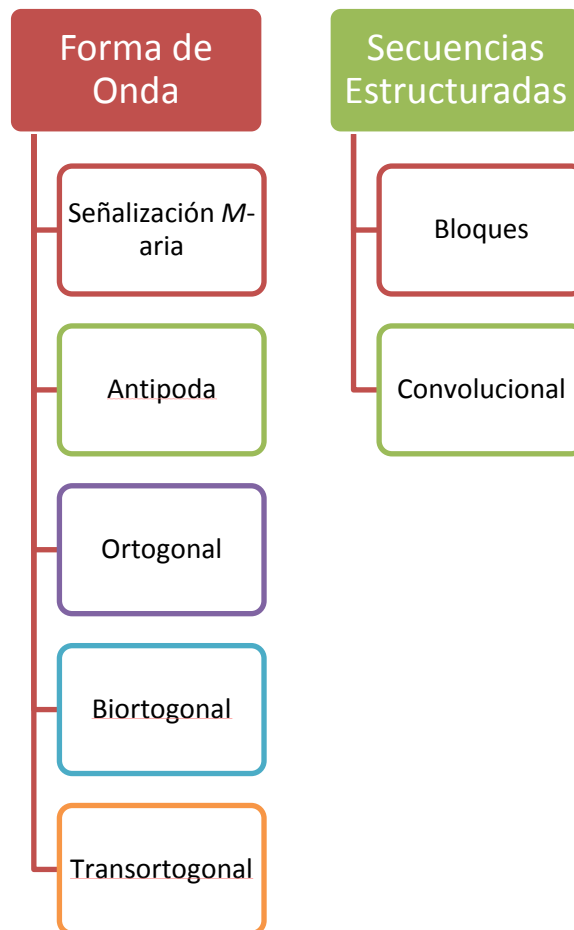 Forma de
Onda
Señalización M-
aria
Antipoda
Ortogonal
Biortogonal
Transortogonal
Secuencias
Estructuradas
Bloques
Convolucional